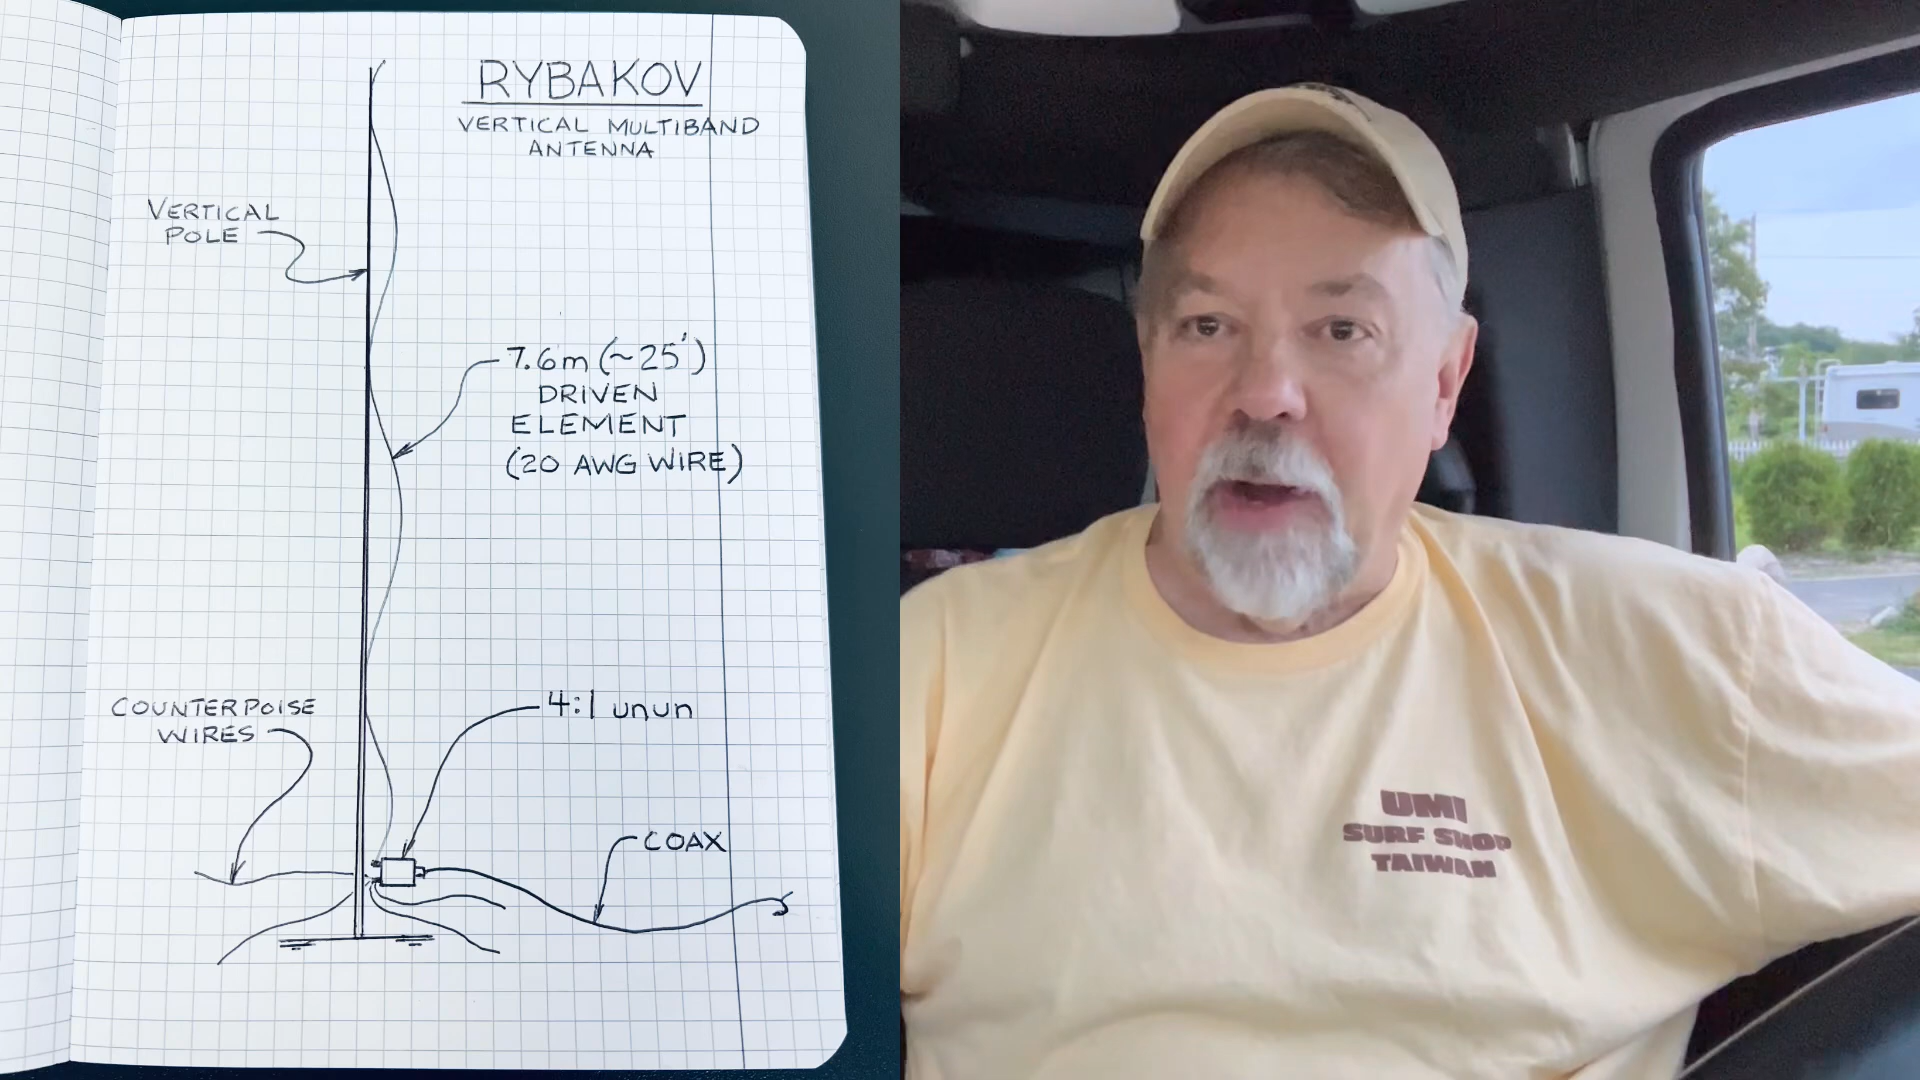 RYBAKOV
VERTICAL MULTIBAND
ANTENNA
VERTICAL
POLE
7.6m (~25')
DRIVEN
ELEMENT
(20 AWG WIRE)
COUNTERPOISE
WIRES
4:1 unun
COAX
UMI
SURF SHOP
TAIWAN